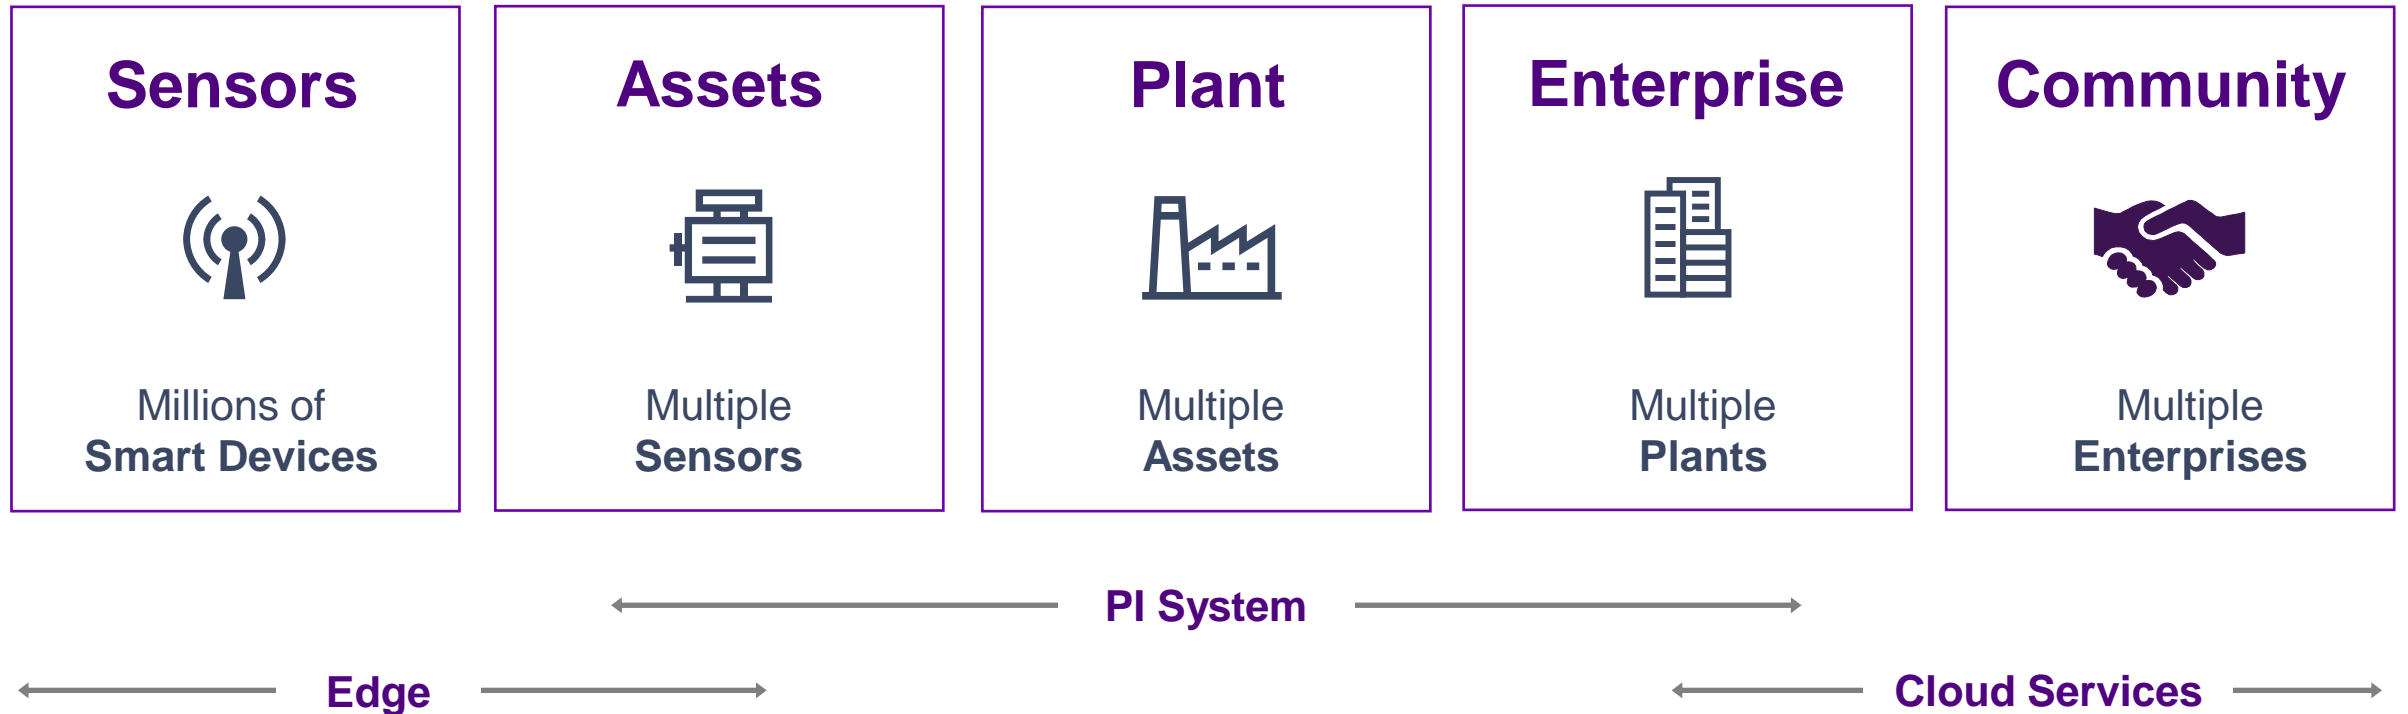 Sensors
Millions of
Smart Devices
Assets
Multiple
Sensors
Plant
Multiple
Assets
Enterprise
Multiple
Plants
Community
Multiple
Enterprises
PI System
Edge
Cloud Services